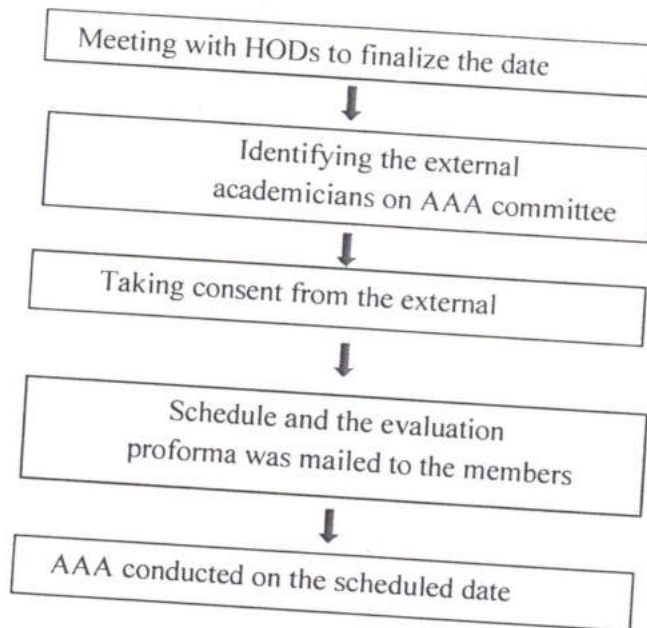 Meeting with HODs to finalize the date
Identifying the external
academicians on AAA committee
Taking consent from the external
Schedule and the evaluation
proforma was mailed to the members
AAA conducted on the scheduled date